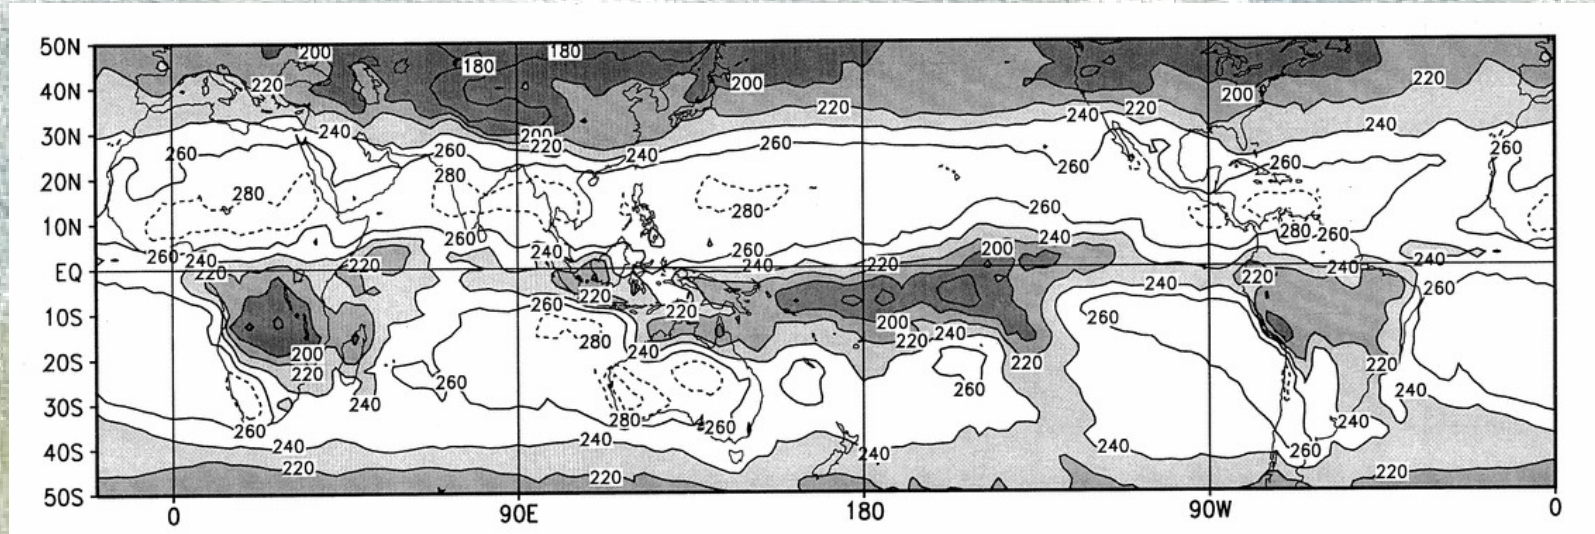 50N 200 180
180 220
40N 220 200 220
220 220 200
30N 240 200 240 240
220 260
260 260 240 260 260 260
20N 280 280 280
10N 260 280 260
260 240 240 260 200 240 240
EQ 260 240 220 220 240 220 220 240
220 260 240 260
10S 220 200 260
200 280 240 220 240
20S 220 260 260 220 220
30S 240 280 240
260 260 240
40S 240 240 240 240 260
220 220 220
50S
0 90E 180 90W 0